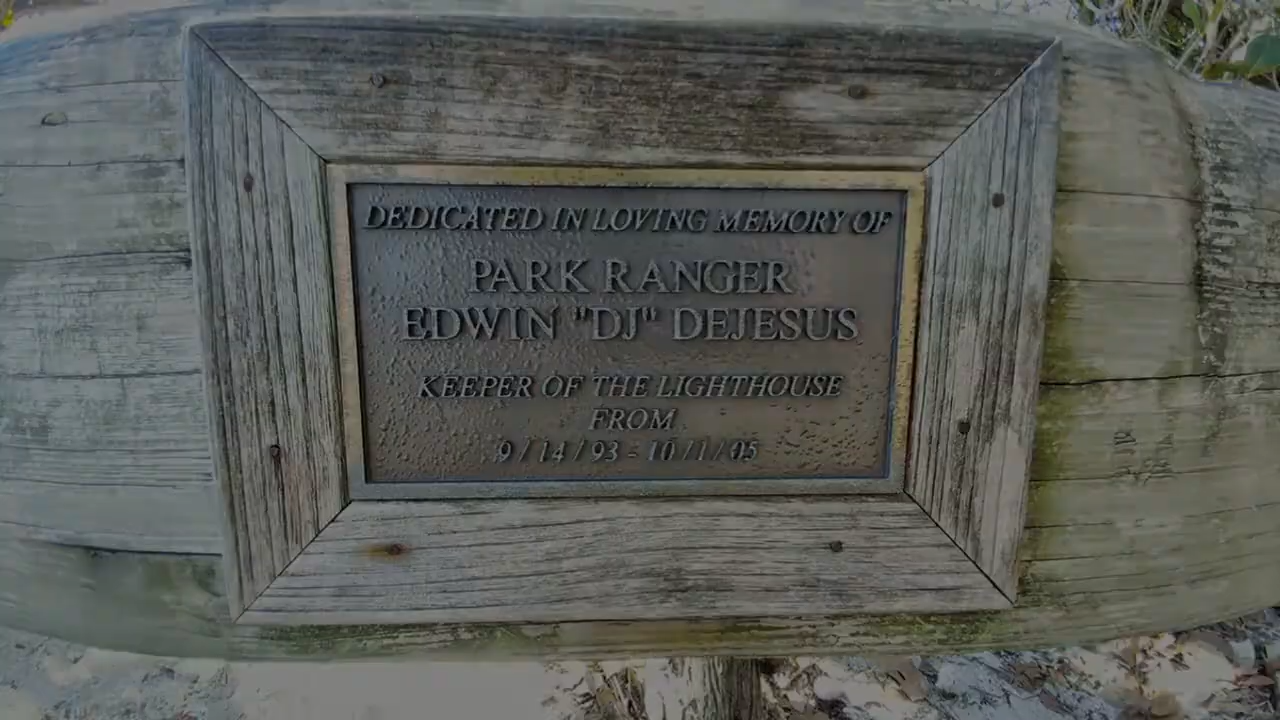 DEDICATED IN LOVING MEMORY OF
PARK RANGER
EDWIN "DJ" DEJESUS
KEEPER OF THE LIGHTHOUSE
FROM
9/14/93 - 10/1/05